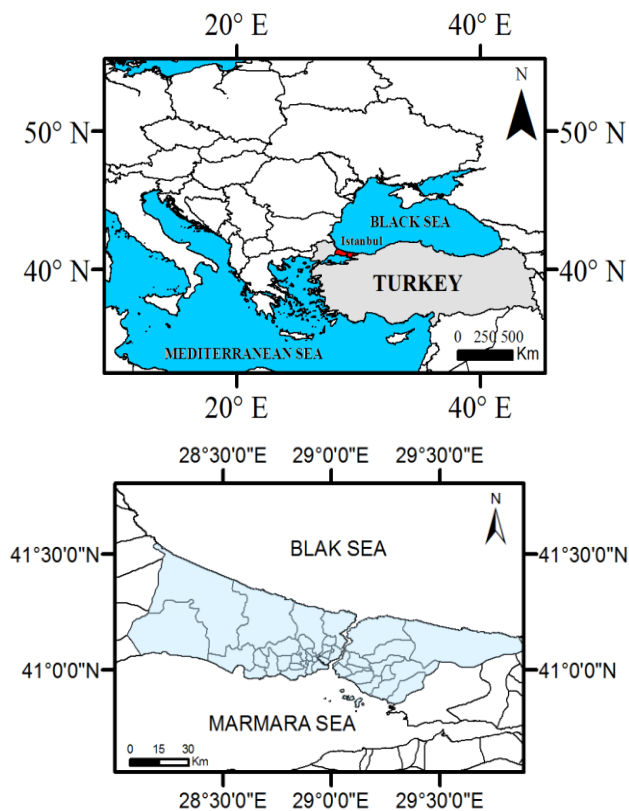 20° E 40° E
N
50° N 50° N
BLACK SEA
Istanbul
40° N 40° N
TURKEY
0 250 500
Km
MEDITERRANEAN SEA
20° E 40° E
28°30'0"E 29°0'0"E 29°30'0"E
N
41°30'0"N 41°30'0"N
BLAK SEA
41°0'0"N 41°0'0"N
MARMARA SEA
0 15 30
Km
28°30'0"E 29°0'0"E 29°30'0"E